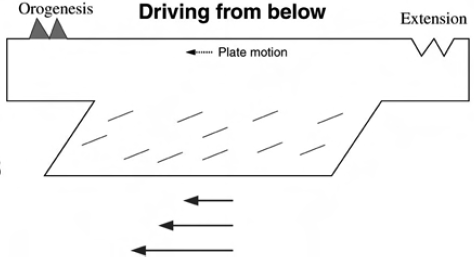 Orogenesis
Driving from below
Extension
Plate motion